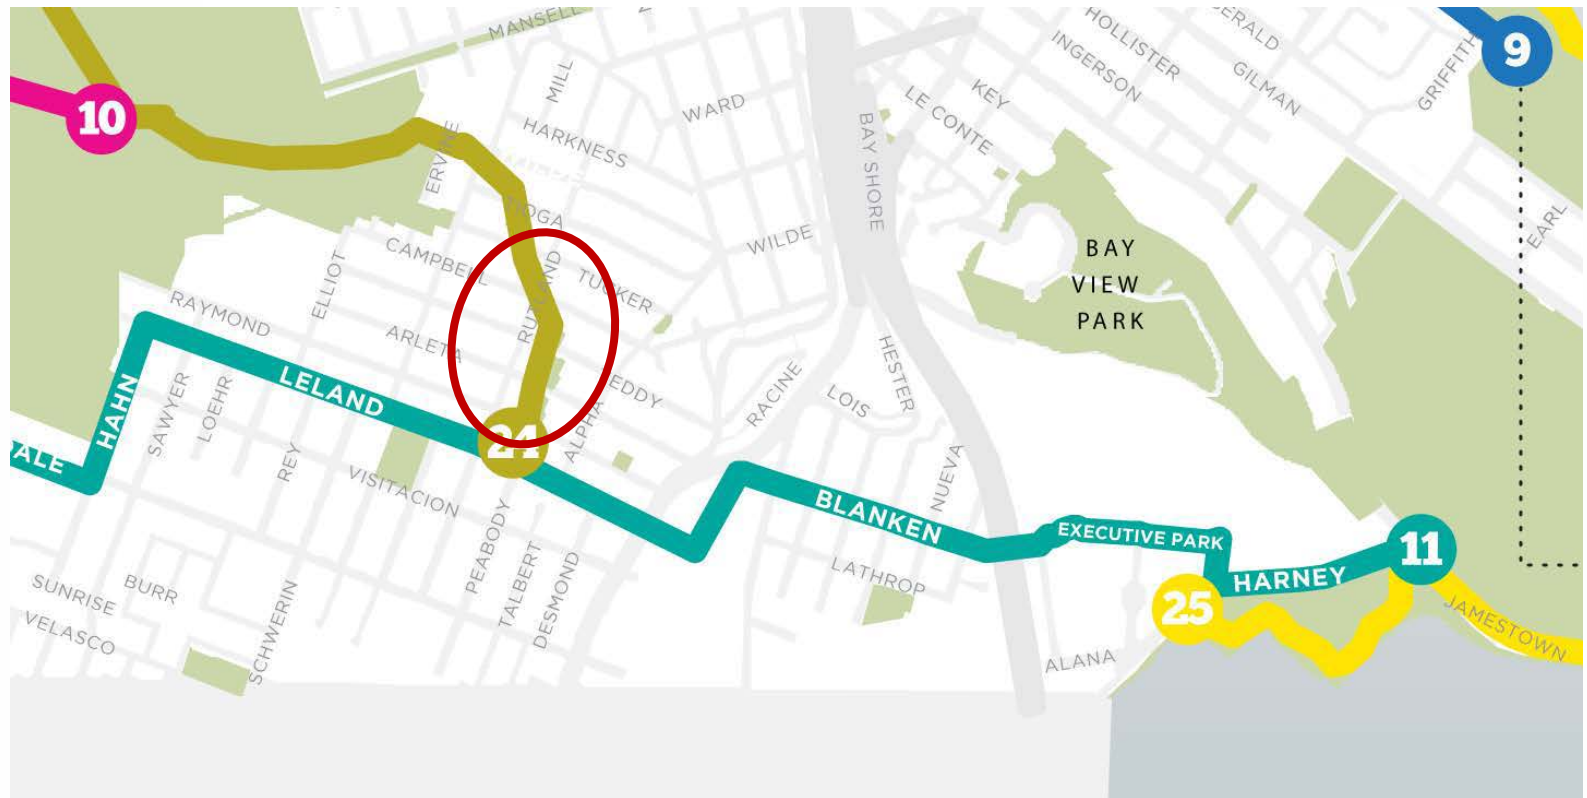 MANSELL
MILL
HARKNESS
WARD
ERVINE
BAY SHORE
LE CONTE
KEY
HOLLISTER
INGERSON
GILMAN
GRIFFITH
9
10
EARL
TIOGA
CAMPBELL
ELLIOT
RUTLAND
TUCKER
WILDE
BAY
VIEW
PARK
RAYMOND
ARLETA
LELAND
HAHN
SAWYER
LOEHR
REY
EDDY
RACINE
LOIS
HESTER
24
ALPHA
VISITACION
PEABODY
TALBERT
DESMOND
BLANKEN
NUEVA
LATHROP
EXECUTIVE PARK
HARNEY
11
25
JAMESTOWN
ALANA
SUNRISE
BURR
VELASCO
SCHWERIN